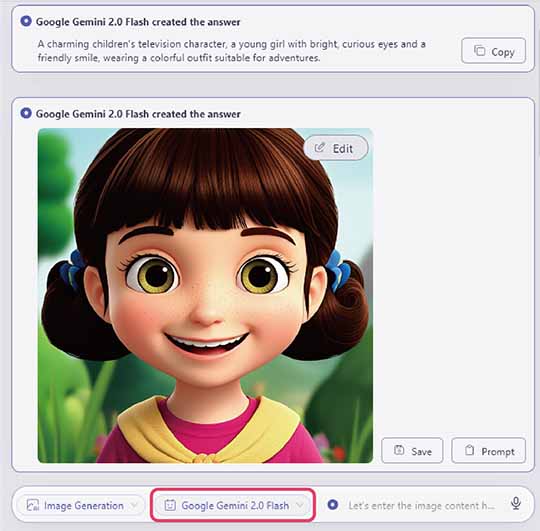 Google Gemini 2.0 Flash created the answer
A charming children's television character, a young girl with bright, curious eyes and a
friendly smile, wearing a colorful outfit suitable for adventures.
Copy
Google Gemini 2.0 Flash created the answer
Edit
Save
Prompt
Image Generation
Google Gemini 2.0 Flash
Let's enter the image content h...